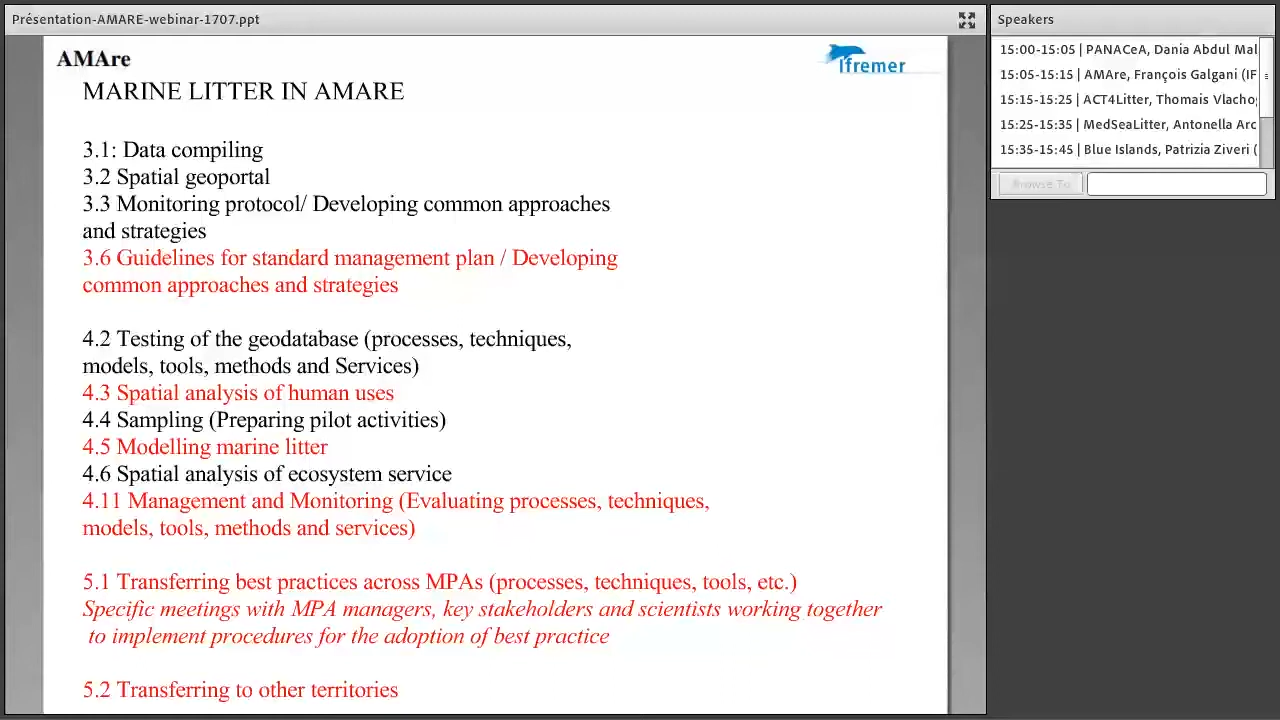 Présentation-AMARE-webinar-1707.ppt
AMAre
Ifremer
MARINE LITTER IN AMARE
3.1: Data compiling
3.2 Spatial geoportal
3.3 Monitoring protocol/ Developing common approaches
and strategies
3.6 Guidelines for standard management plan / Developing
common approaches and strategies
4.2 Testing of the geodatabase (processes, techniques,
models, tools, methods and Services)
4.3 Spatial analysis of human uses
4.4 Sampling (Preparing pilot activities)
4.5 Modelling marine litter
4.6 Spatial analysis of ecosystem service
4.11 Management and Monitoring (Evaluating processes, techniques,
models, tools, methods and services)
5.1 Transferring best practices across MPAs (processes, techniques, tools, etc.)
Specific meetings with MPA managers, key stakeholders and scientists working together
to implement procedures for the adoption of best practice
5.2 Transferring to other territories
Speakers
15:00-15:05 | PANACeA, Dania Abdul Mal
15:05-15:15 | AMAre, François Galgani (IF
15:15-15:25 | ACT4Litter, Thomais Vlacho
15:25-15:35 | MedSeaLitter, Antonella Arc
15:35-15:45 | Blue Islands, Patrizia Ziveri (
Browse To